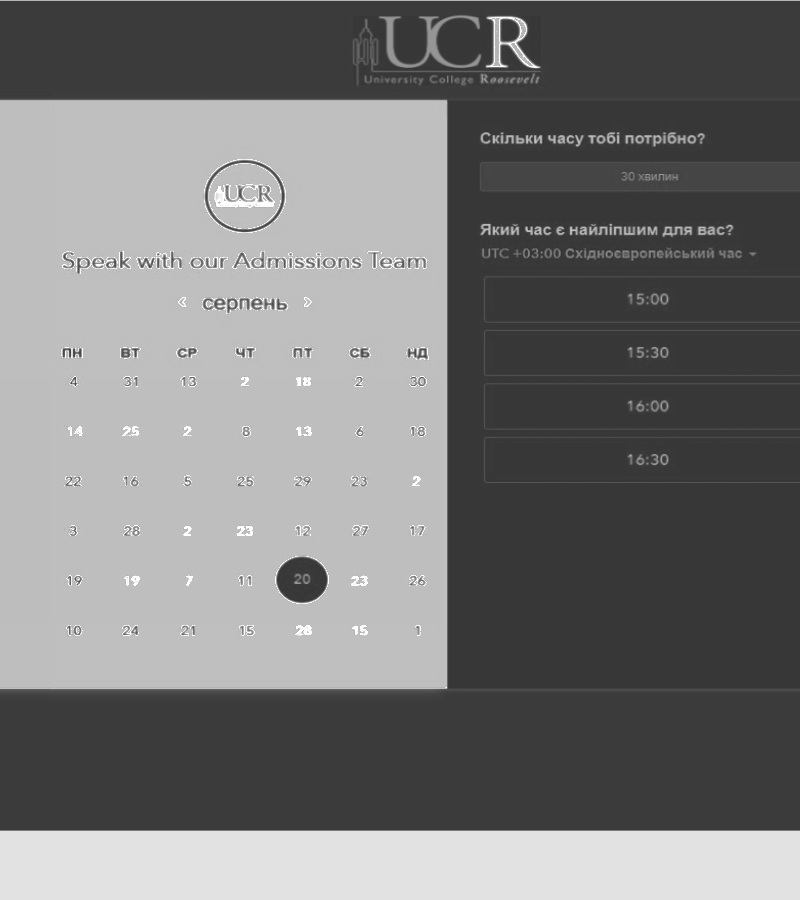 UCR
University College Roosevelt
UCR
Speak with our Admissions Team
‹ серпень ›
ПН ВТ СР ЧТ ПТ СБ НД
4 31 13 2 18 2 30
14 25 2 8 13 6 18
22 16 5 25 29 23 2
3 28 2 23 12 27 17
19 19 7 11 20 23 26
10 24 21 15 26 15 1
Скільки часу тобі потрібно?
30 хвилин
Який час є найліпшим для вас?
UTC +03:00 Східноєвропейський час
15:00
15:30
16:00
16:30